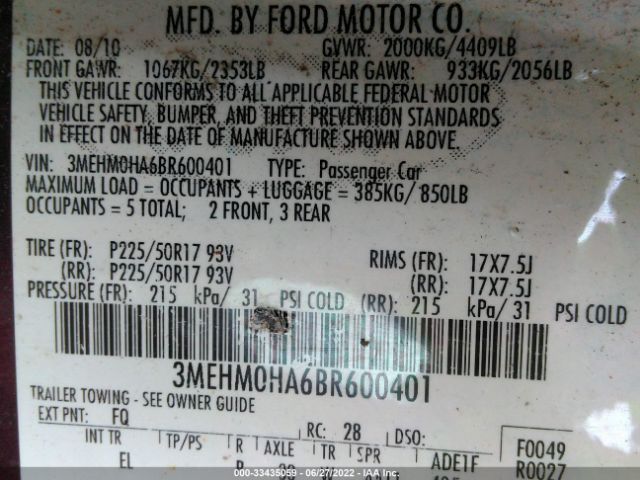 MFD. BY FORD MOTOR CO.
DATE: 08/10 GVWR: 2000KG/4409LB
FRONT GAWR: 1067KG/2353LB REAR GAWR: 933KG/2056LB
THIS VEHICLE CONFORMS TO ALL APPLICABLE FEDERAL MOTOR
VEHICLE SAFETY, BUMPER, AND THEFT PREVENTION STANDARDS
IN EFFECT ON THE DATE OF MANUFACTURE SHOWN ABOVE.
VIN: 3MEHM0HA6BR600401 TYPE: Passenger Car
MAXIMUM LOAD = OCCUPANTS + LUGGAGE = 385KG/850LB
OCCUPANTS = 5 TOTAL; 2 FRONT, 3 REAR
TIRE (FR): P225/50R17 93V RIMS (FR): 17X7.5J
(RR): P225/50R17 93V (RR): 17X7.5J
PRESSURE (FR): 215 kPa/ 31 PSI COLD (RR): 215 kPa/ 31 PSI COLD
3MEHM0HA6BR600401
TRAILER TOWING - SEE OWNER GUIDE
EXT PNT: FQ RC: 28 DSO: F0049
INT TR TP/PS R AXLE TR SPR ADETF R0027
EL
© IAAI.com # - 33435059 - 06/27/2022 - IAAI.com